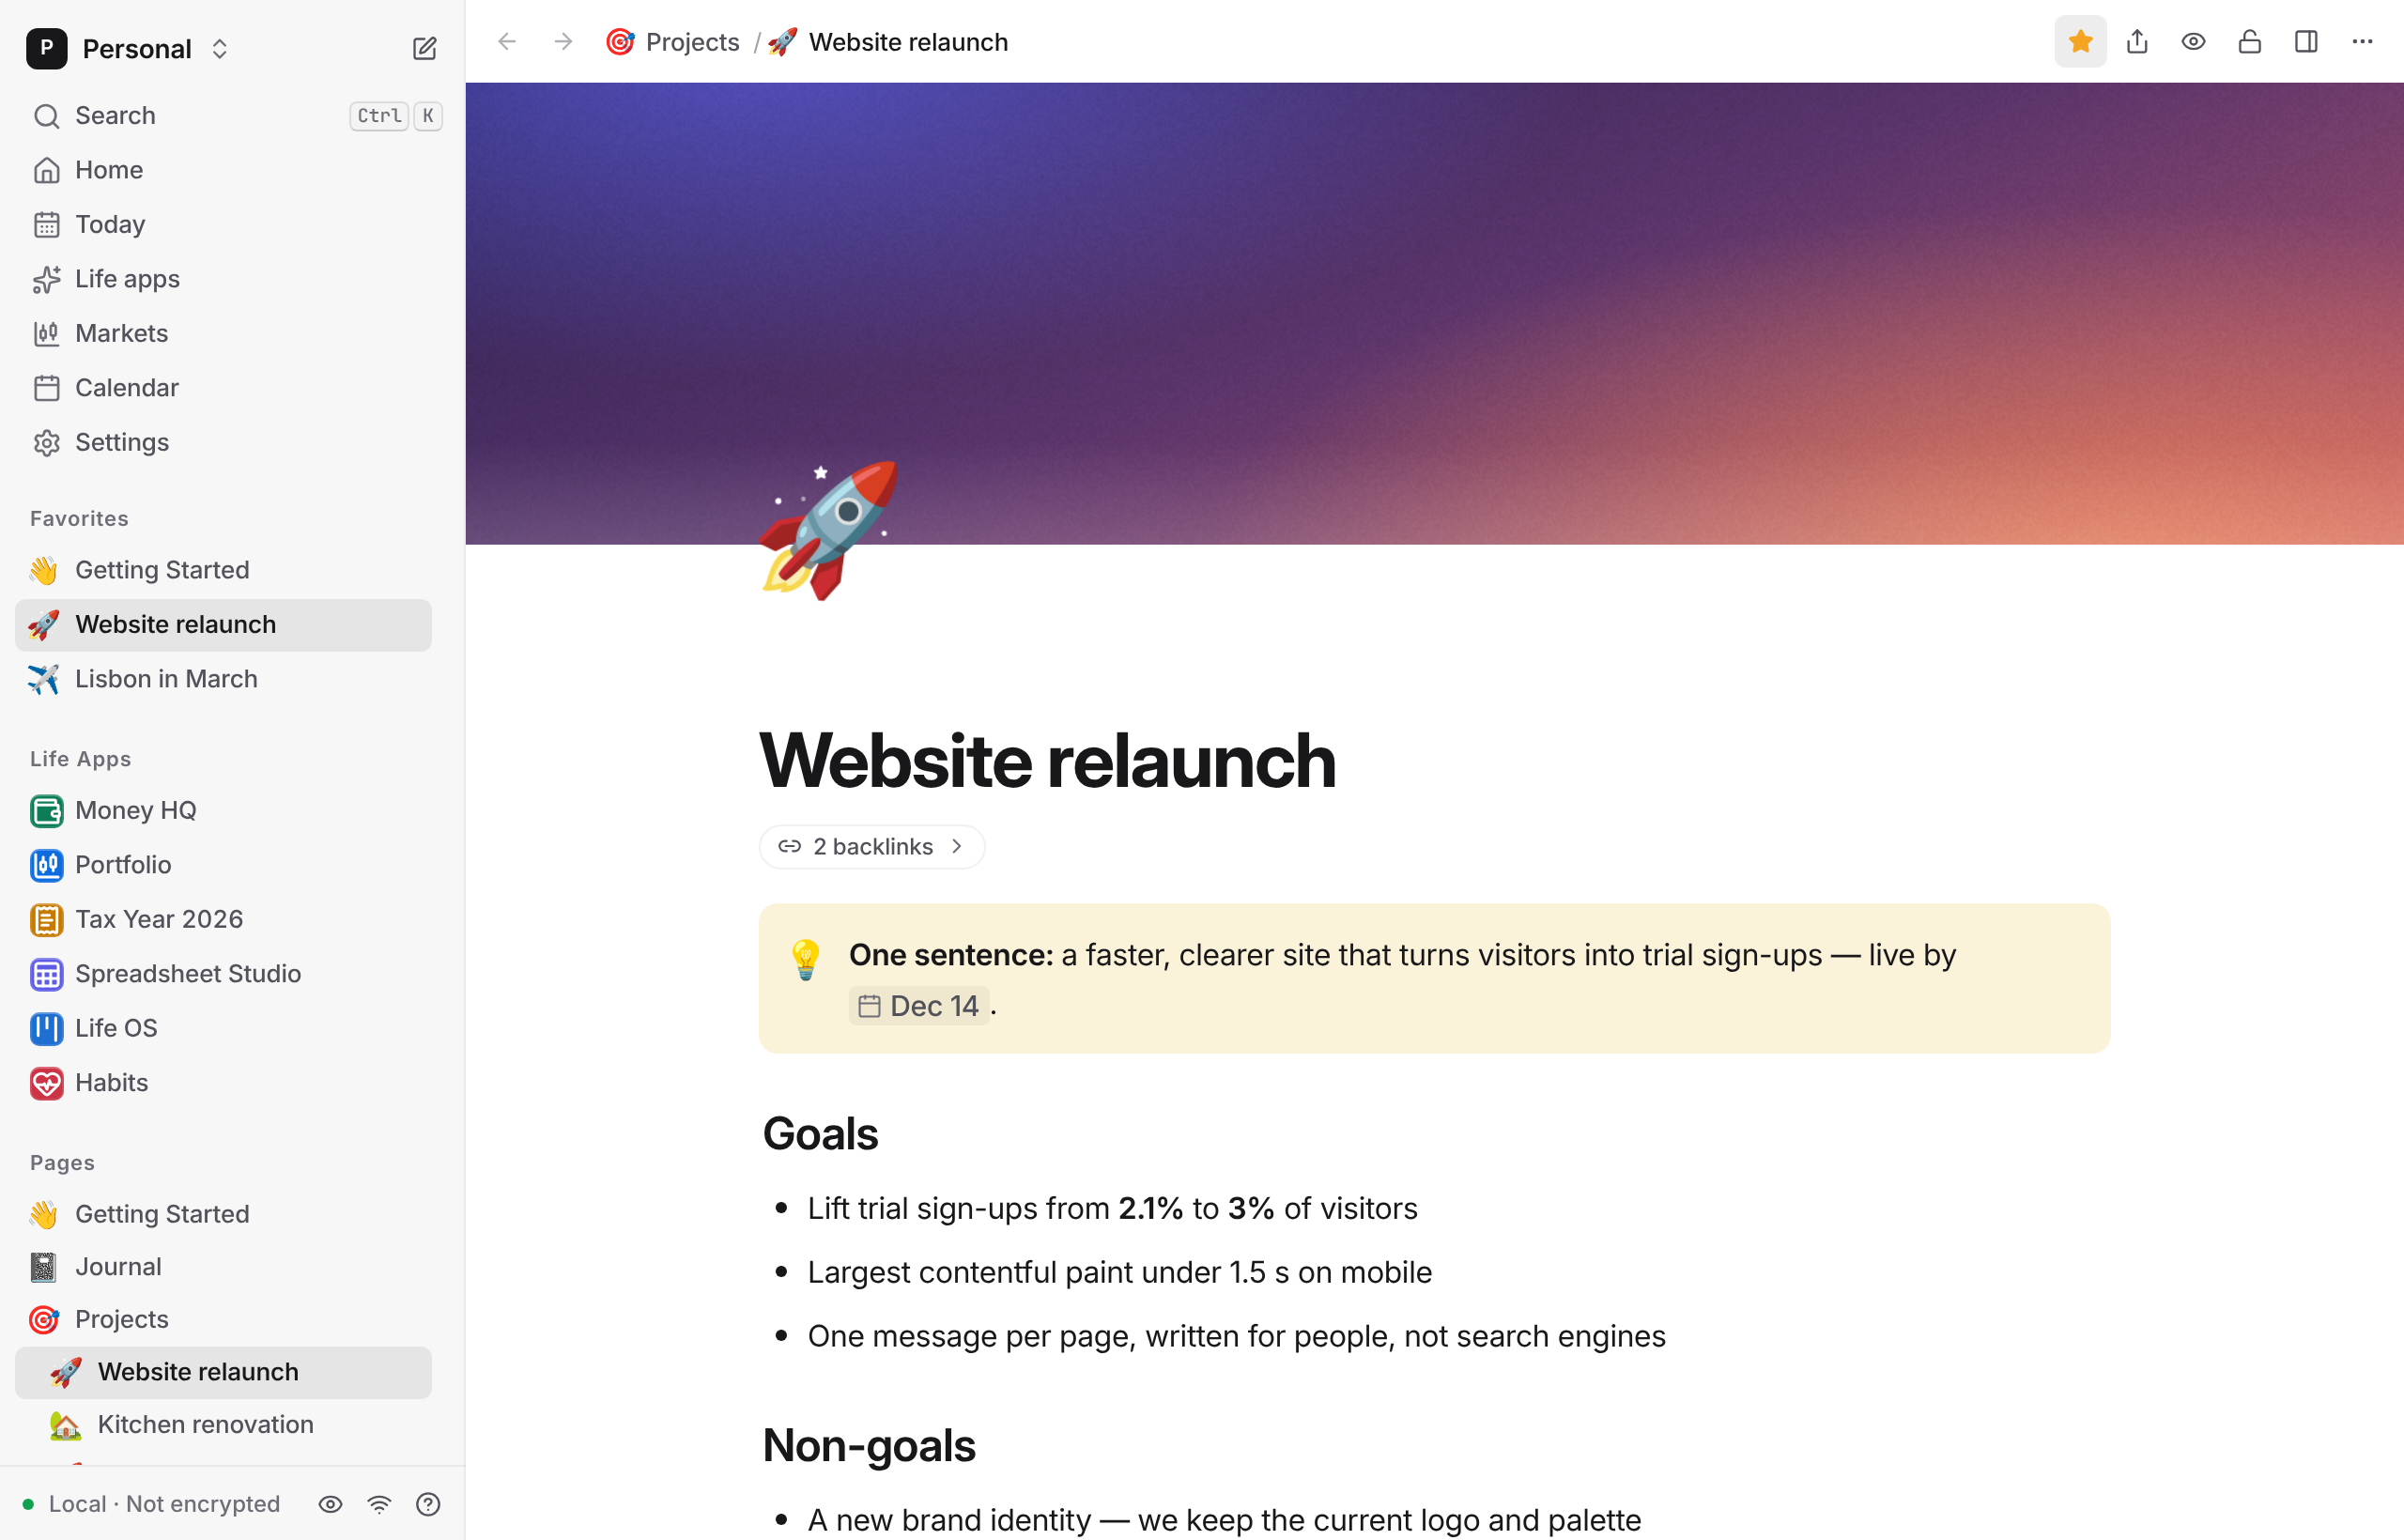 P Personal
Search Ctrl K
Home
Today
Life apps
Markets
Calendar
Settings
Favorites
Getting Started
Website relaunch
Lisbon in March
Life Apps
Money HQ
Portfolio
Tax Year 2026
Spreadsheet Studio
Life OS
Habits
Pages
Getting Started
Journal
Projects
Website relaunch
Kitchen renovation
Local · Not encrypted
Projects / Website relaunch
Website relaunch
2 backlinks
One sentence: a faster, clearer site that turns visitors into trial sign-ups — live by
Dec 14 .
Goals
• Lift trial sign-ups from 2.1% to 3% of visitors
• Largest contentful paint under 1.5 s on mobile
• One message per page, written for people, not search engines
Non-goals
• A new brand identity — we keep the current logo and palette